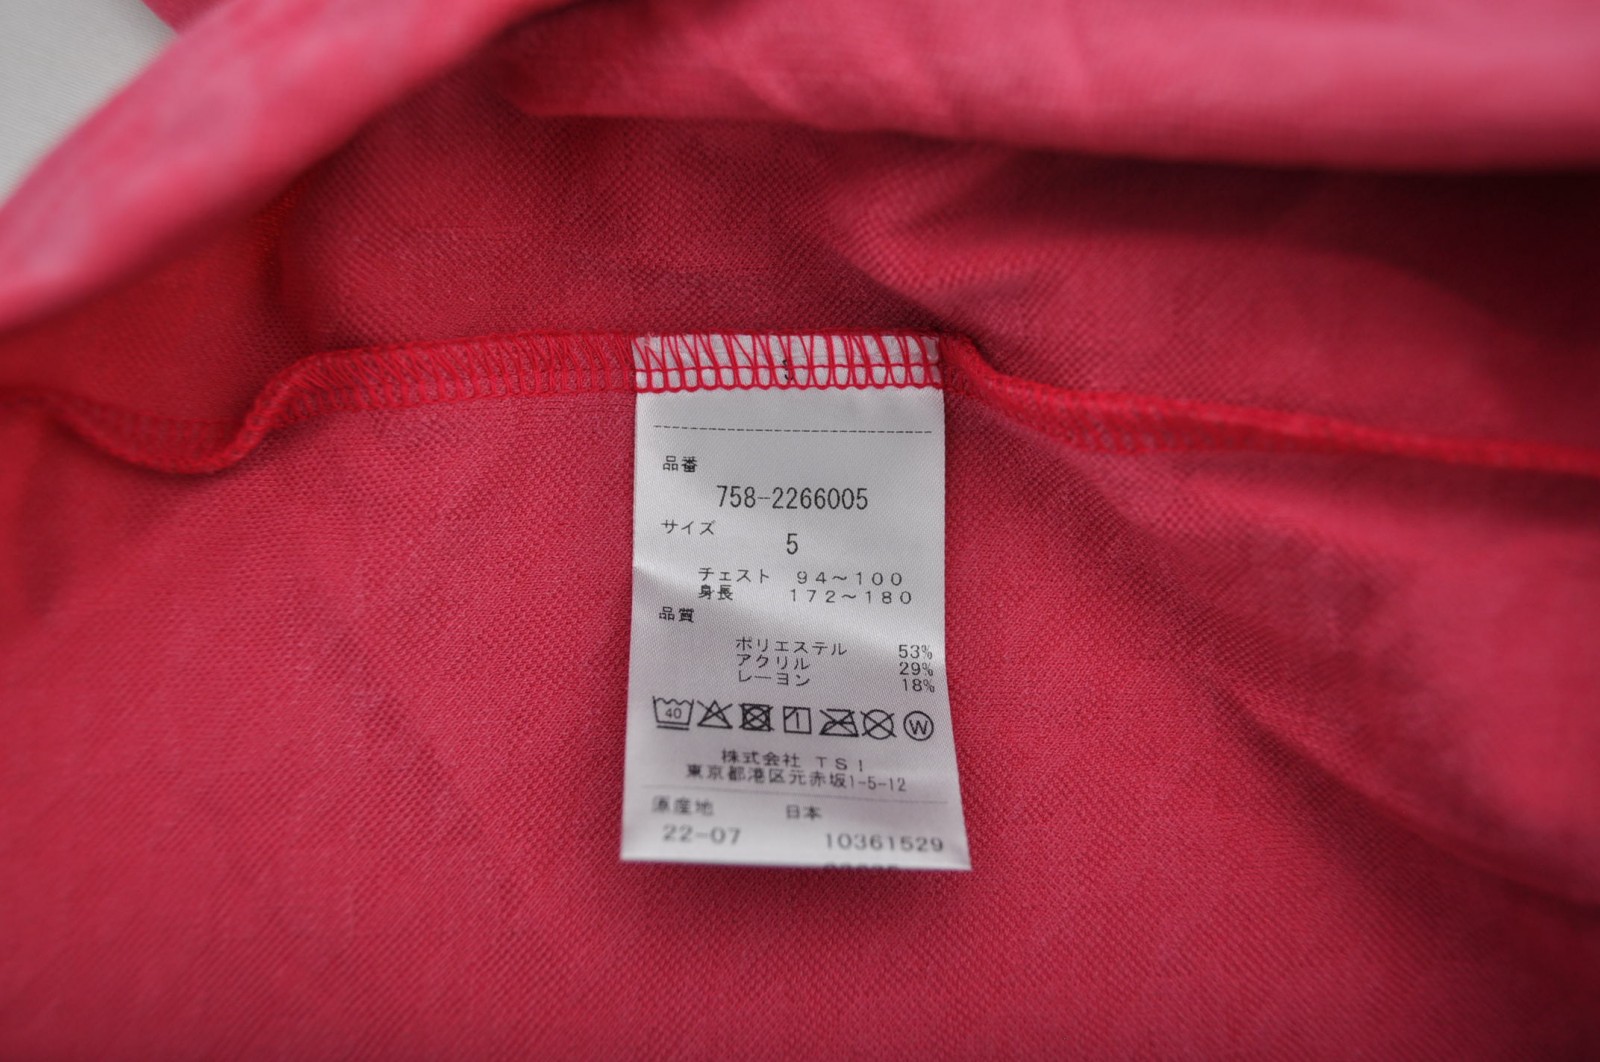 品番
758-2266005
サイズ
5
チェスト 94～100
身長 172～180
品質
ポリエステル 53%
アクリル 29%
レーヨン 18%
40
W
株式会社 TSI
東京都港区元赤坂1-5-12
原産地 日本
22-07 10361529